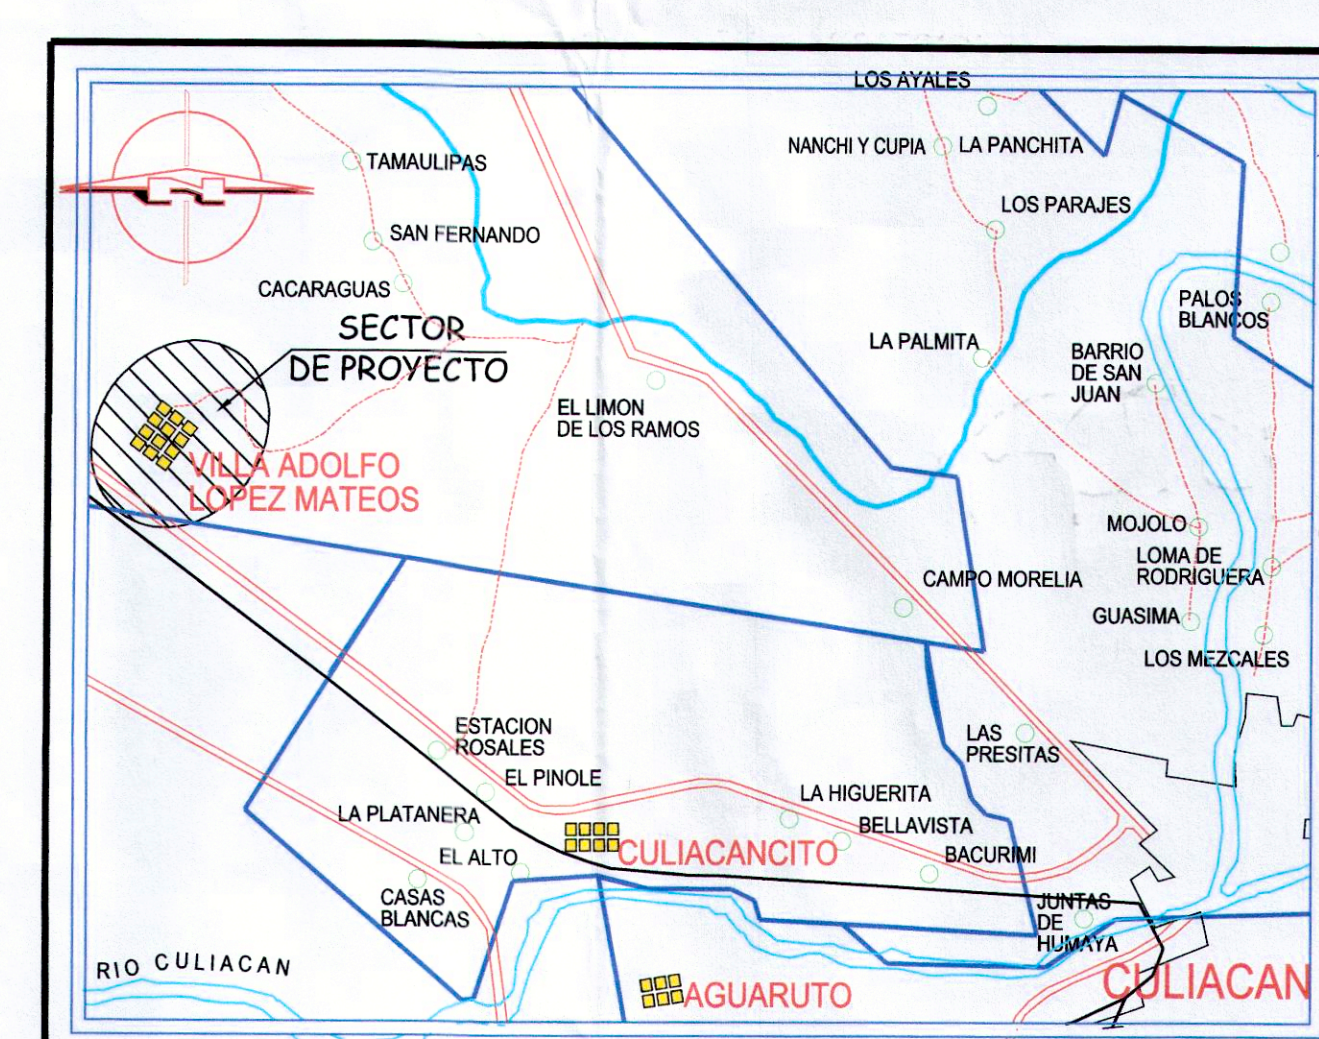 LOS AYALES
NANCHI Y CUPIA
LA PANCHITA
TAMAULIPAS
LOS PARAJES
SAN FERNANDO
CACARAGUAS
PALOS
BLANCOS
SECTOR
DE PROYECTO
LA PALMITA
BARRIO
DE SAN
JUAN
EL LIMON
DE LOS RAMOS
VILLA ADOLFO
LOPEZ MATEOS
MOJOLO
LOMA DE
RODRIGUERA
CAMPO MORELIA
GUASIMA
LOS MEZCALES
ESTACION
ROSALES
LAS
PRESITAS
EL PINOLE
LA HIGUERITA
LA PLATANERA
BELLAVISTA
CULIACANCITO
EL ALTO
BACURIMI
CASAS
BLANCAS
JUNTAS
DE
HUMAYA
RIO CULIACAN
AGUARUTO
CULIACAN